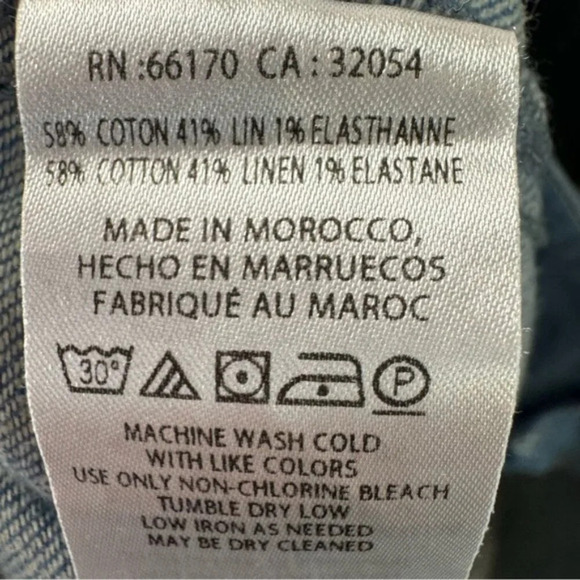 RN :66170 CA : 32054
58% COTON 41% LIN 1% ELASTHANNE
58% COTTON 41% LINEN 1% ELASTANE
MADE IN MOROCCO,
HECHO EN MARRUECOS
FABRIQUÉ AU MAROC
30° P
MACHINE WASH COLD
WITH LIKE COLORS
USE ONLY NON-CHLORINE BLEACH
TUMBLE DRY LOW
LOW IRON AS NEEDED
MAY BE DRY CLEANED